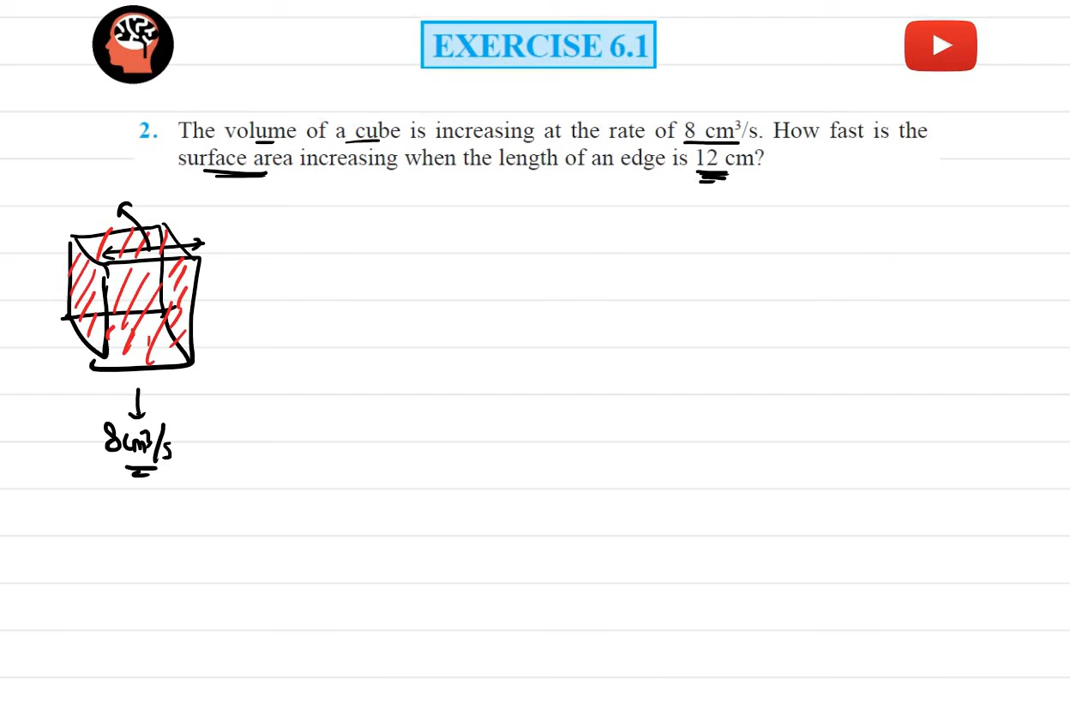 EXERCISE 6.1
2. The volume of a cube is increasing at the rate of 8 cm³/s. How fast is the
surface area increasing when the length of an edge is 12 cm?
8cm³/s